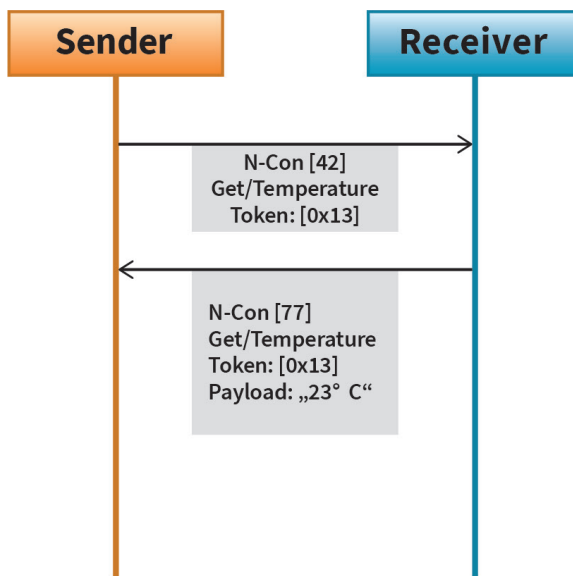 Sender
Receiver
N-Con [42]
Get/Temperature
Token: [0x13]
N-Con [77]
Get/Temperature
Token: [0x13]
Payload: „23° C“